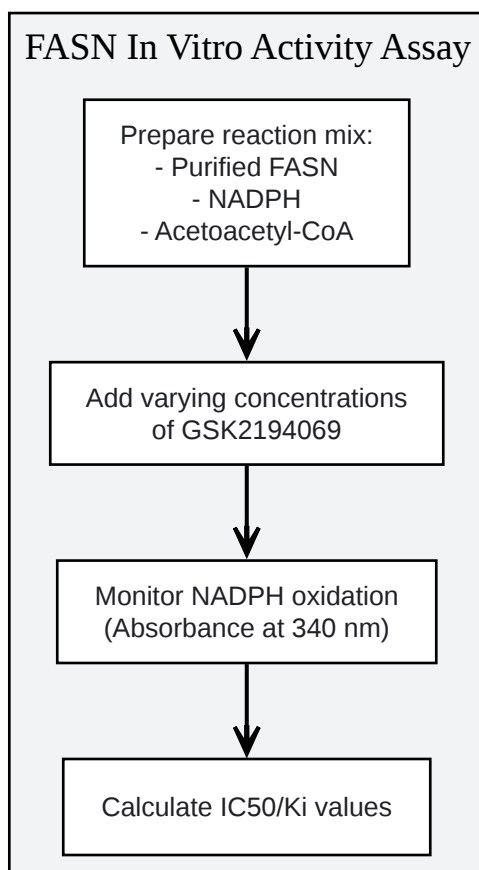 FASN In Vitro Activity Assay
Prepare reaction mix:
- Purified FASN
- NADPH
- Acetoacetyl-CoA
Add varying concentrations
of GSK2194069
Monitor NADPH oxidation
(Absorbance at 340 nm)
Calculate IC50/Ki values